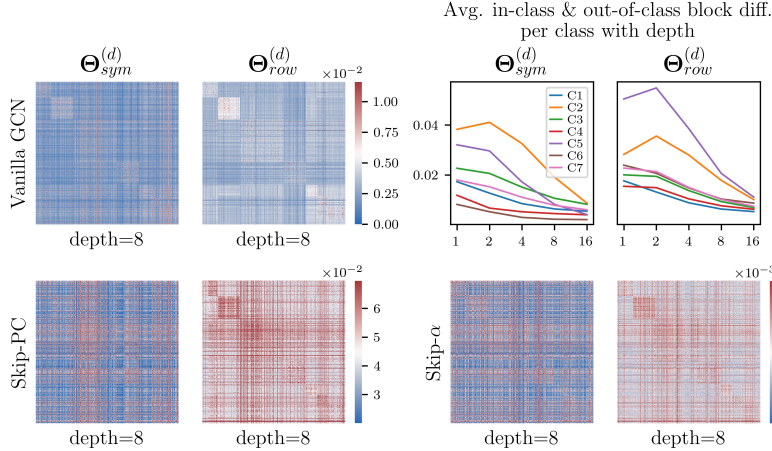 Avg. in-class & out-of-class block diff.
per class with depth
Θ_sym^(d)
Θ_row^(d)
Θ_sym^(d)
Θ_row^(d)
×10⁻²
Vanilla GCN
1.00
0.75
0.50
0.25
0.00
depth=8
depth=8
0.04
0.02
C1
C2
C3
C4
C5
C6
C7
1 2 4 8 16
1 2 4 8 16
×10⁻²
Skip-PC
6
5
4
3
depth=8
depth=8
Skip-α
depth=8
depth=8